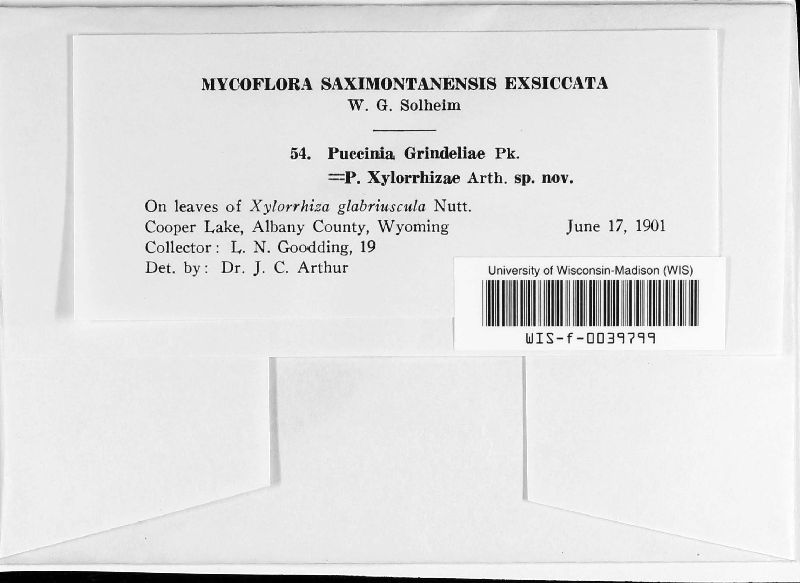 MYCOFLORA SAXIMONTANENSIS EXSICCATA
W. G. Solheim
54. Puccinia Grindeliae Pk.
=P. Xylorrhizae Arth. sp. nov.
On leaves of Xylorrhiza glabriuscula Nutt.
Cooper Lake, Albany County, Wyoming June 17, 1901
Collector: L. N. Goodding, 19
Det. by: Dr. J. C. Arthur
University of Wisconsin-Madison (WIS)
WIS-f-0039799